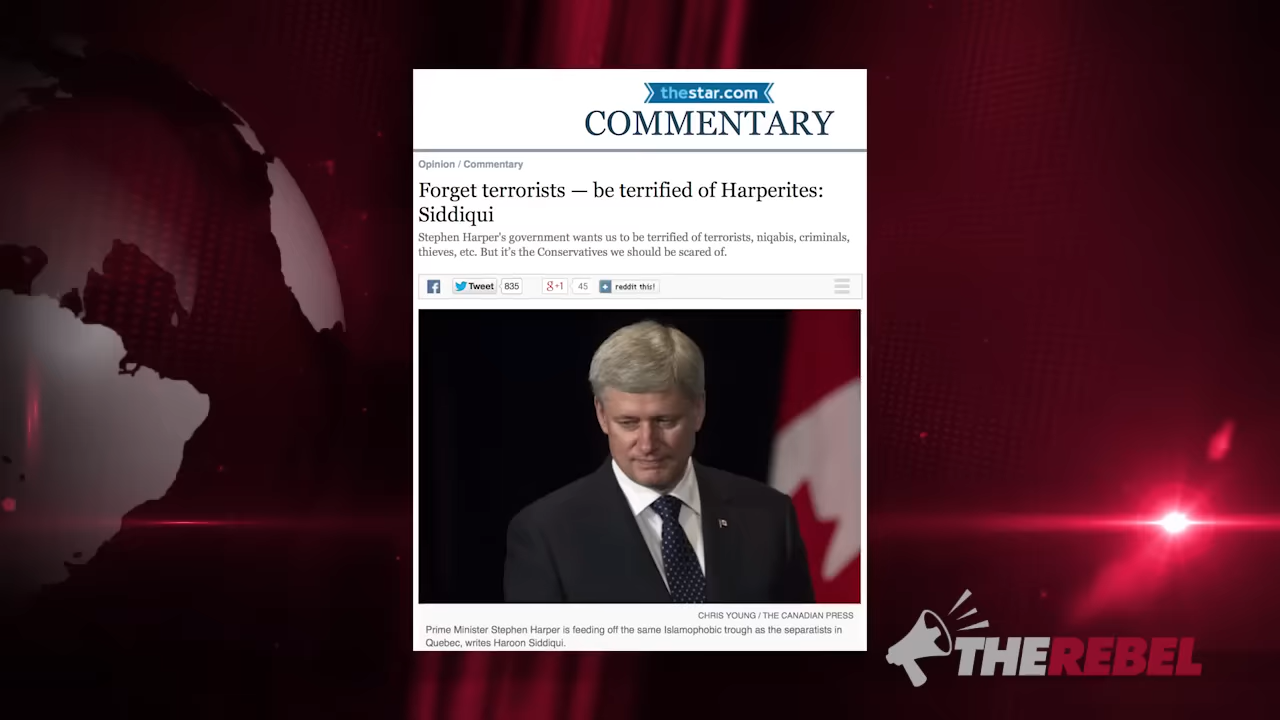 thestar.com
COMMENTARY
Opinion / Commentary
Forget terrorists — be terrified of Harperites:
Siddiqui
Stephen Harper's government wants us to be terrified of terrorists, niqabis, criminals,
thieves, etc. But it's the Conservatives we should be scared of.
f Tweet 835 g+1 45 + reddit this!
CHRIS YOUNG / THE CANADIAN PRESS
Prime Minister Stephen Harper is feeding off the same Islamophobic trough as the separatists in
Quebec, writes Haroon Siddiqui.
THEREBEL